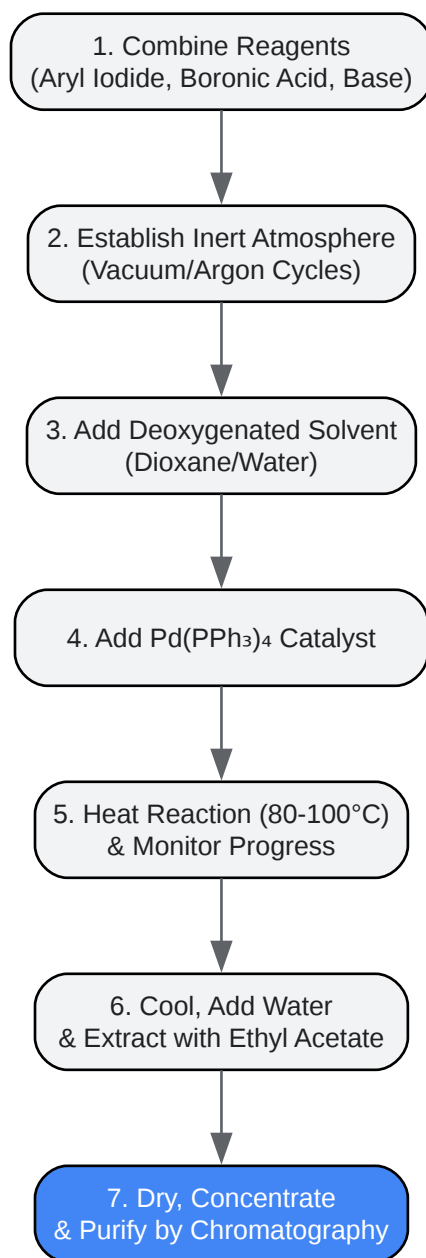 1. Combine Reagents
(Aryl Iodide, Boronic Acid, Base)
2. Establish Inert Atmosphere
(Vacuum/Argon Cycles)
3. Add Deoxygenated Solvent
(Dioxane/Water)
4. Add Pd(PPh₃)₄ Catalyst
5. Heat Reaction (80-100°C)
& Monitor Progress
6. Cool, Add Water
& Extract with Ethyl Acetate
7. Dry, Concentrate
& Purify by Chromatography